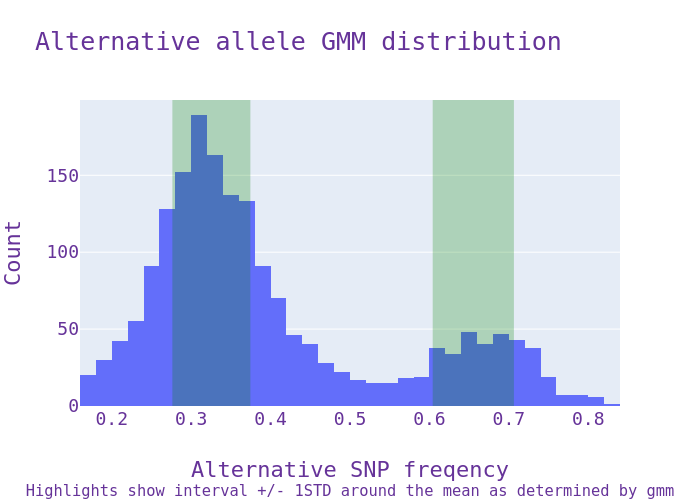 Alternative allele GMM distribution
Count
150
100
50
0
0.2 0.3 0.4 0.5 0.6 0.7 0.8
Alternative SNP freqency
Highlights show interval +/- 1STD around the mean as determined by gmm